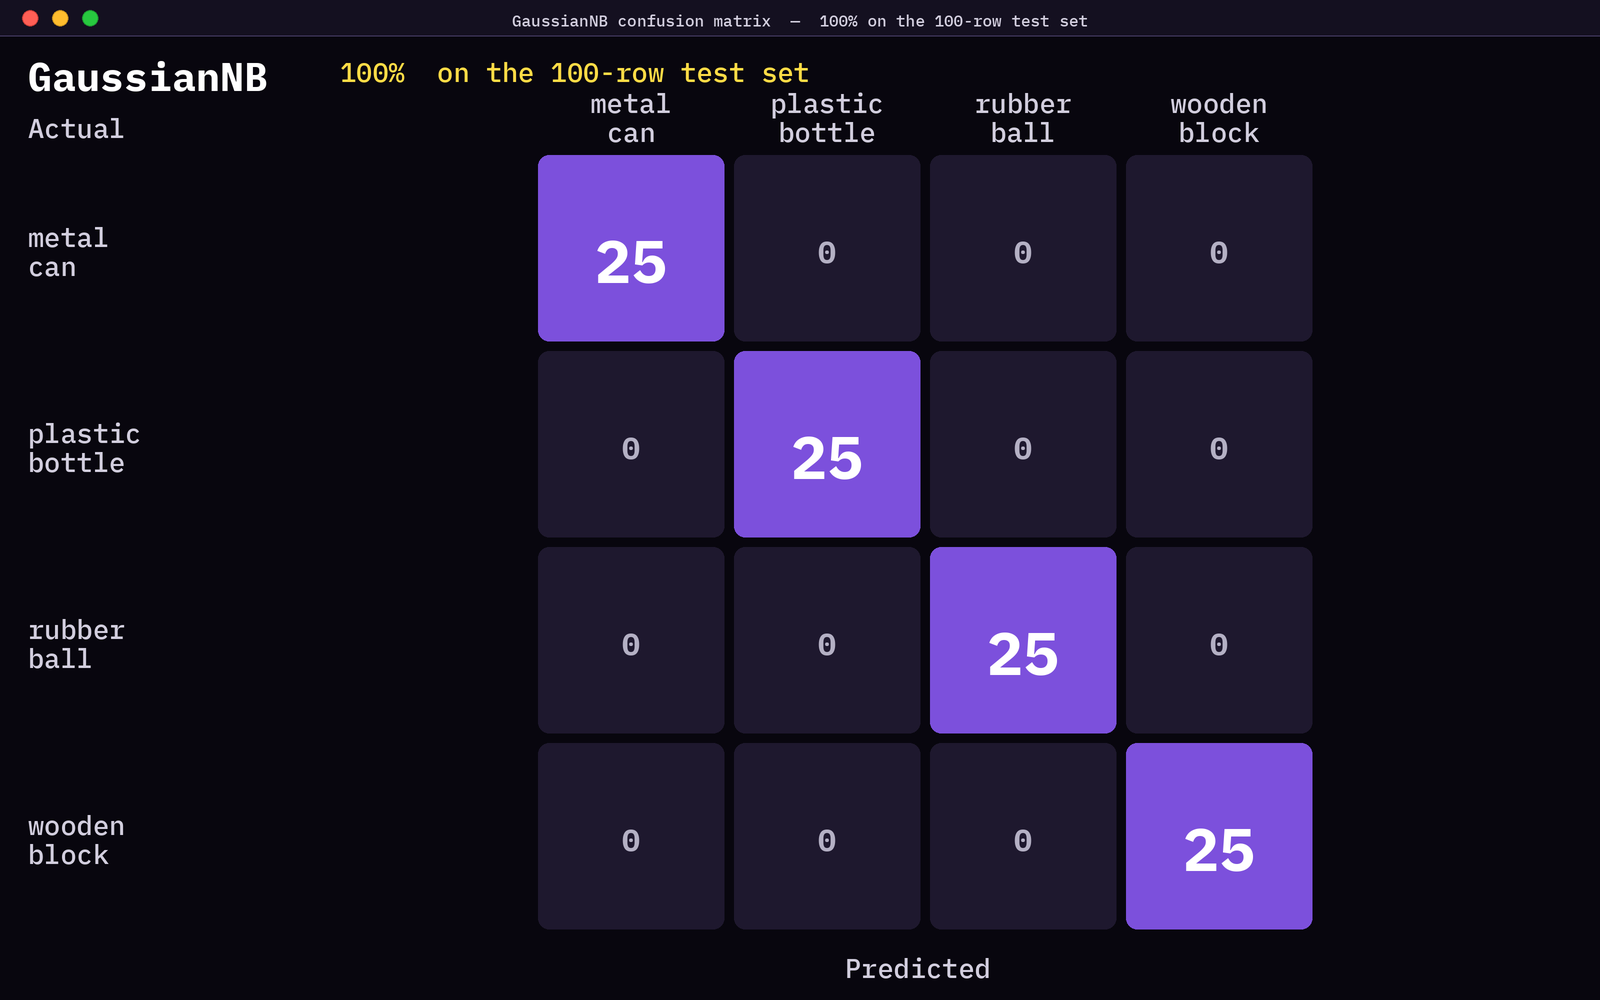 GaussianNB confusion matrix — 100% on the 100-row test set
GaussianNB 100% on the 100-row test set
Actual
metal can
plastic bottle
rubber ball
wooden block
metal can
25 0 0 0
plastic bottle
0 25 0 0
rubber ball
0 0 25 0
wooden block
0 0 0 25
Predicted